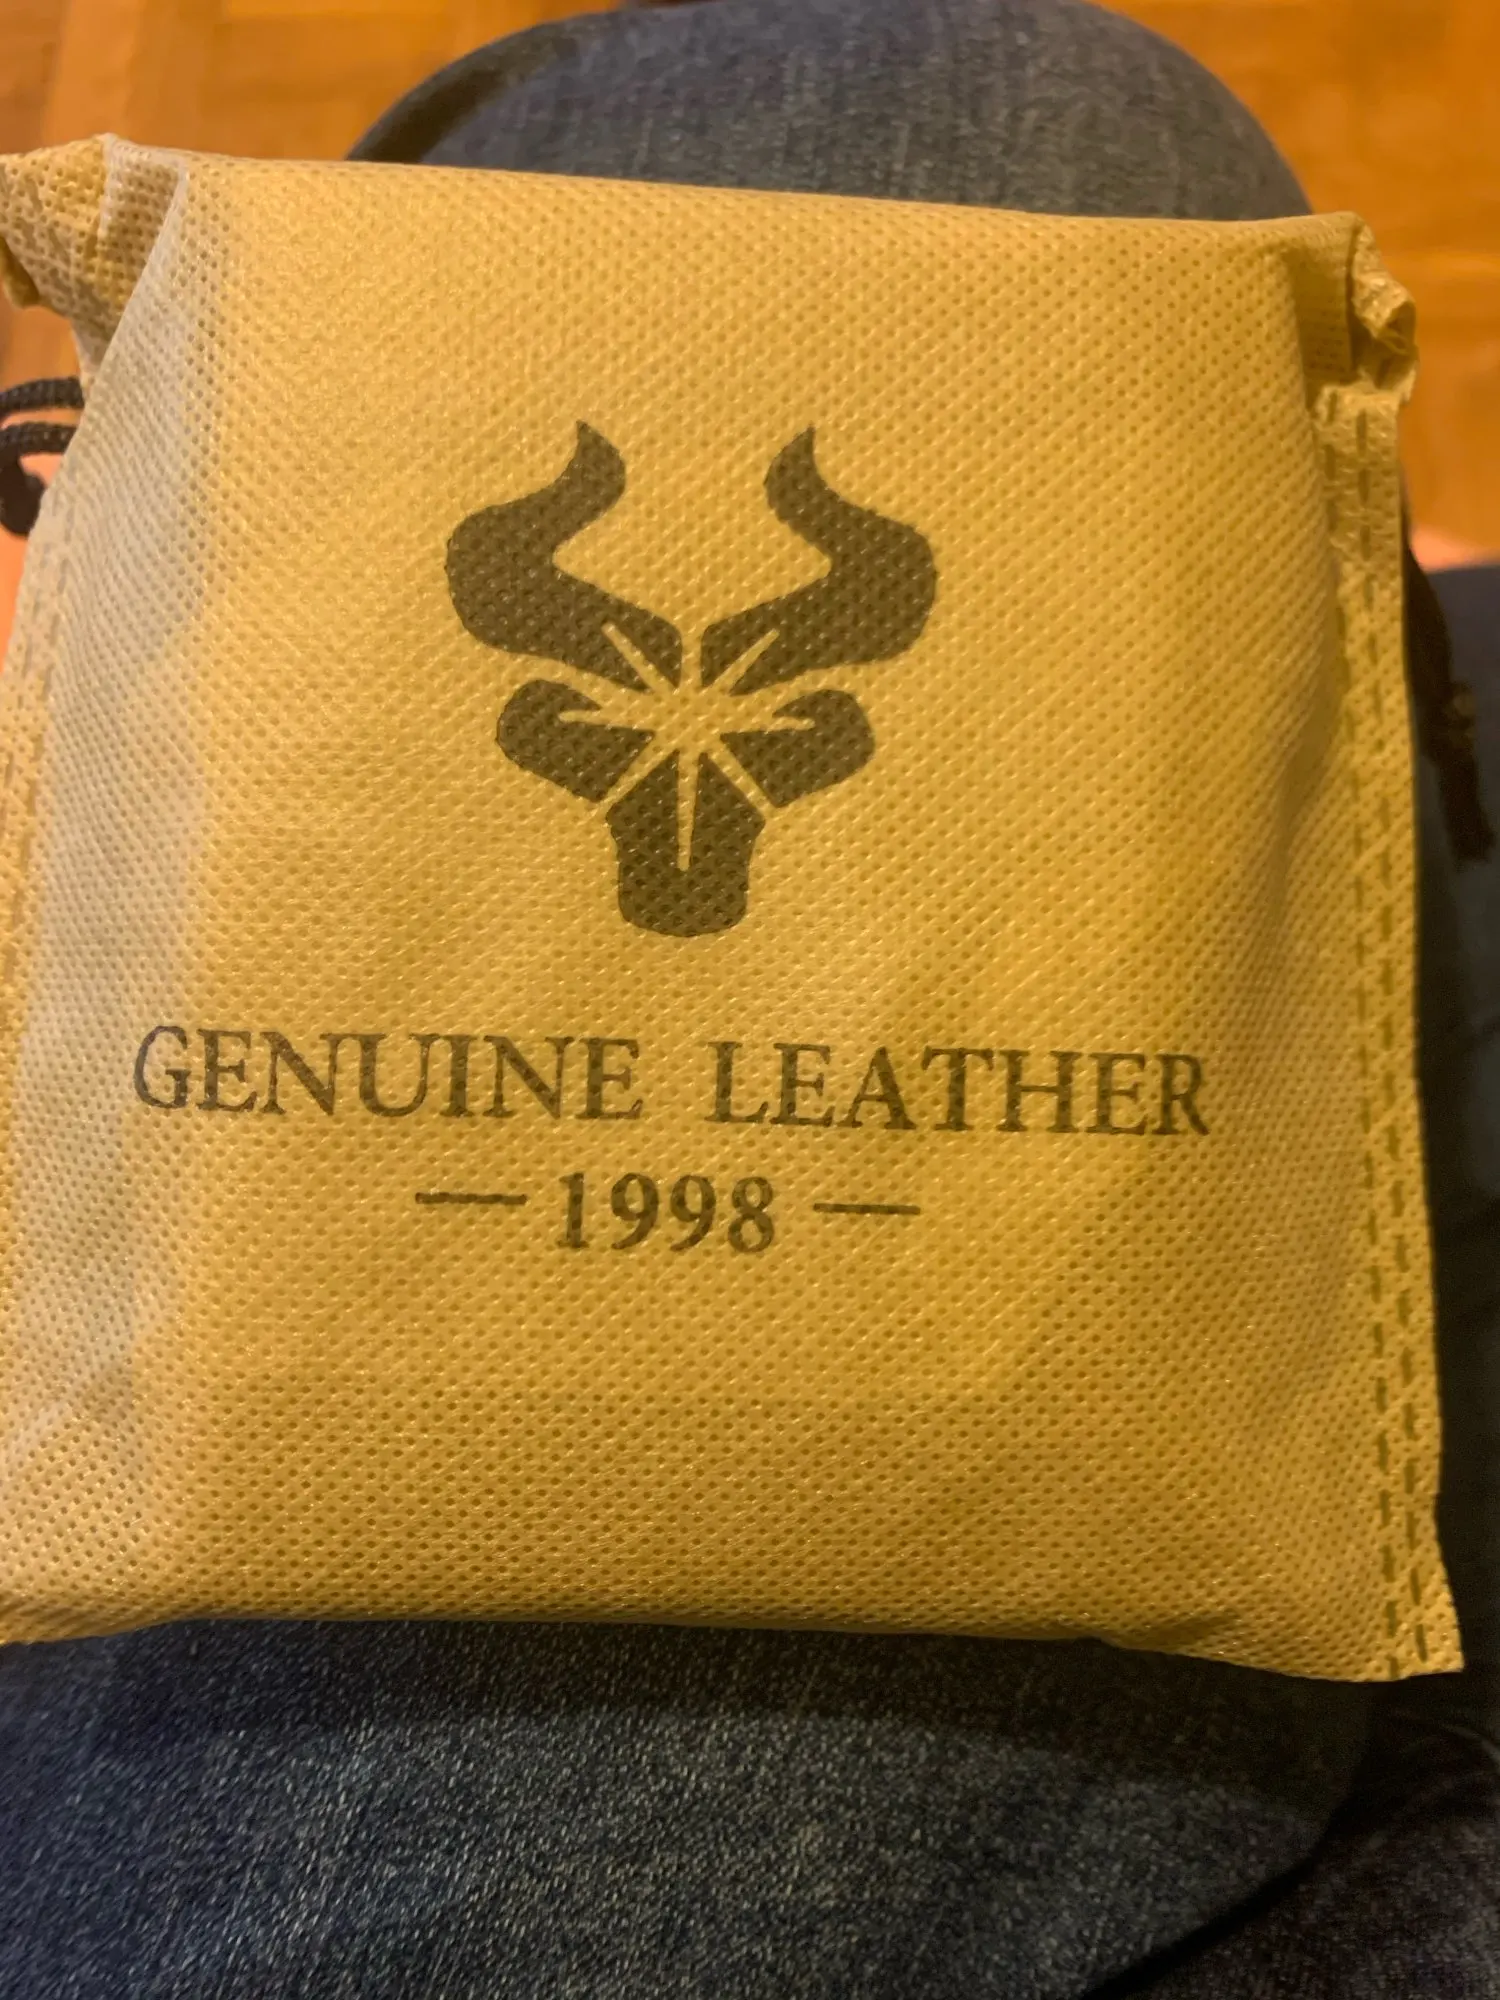 GENUINE LEATHER
— 1998 —